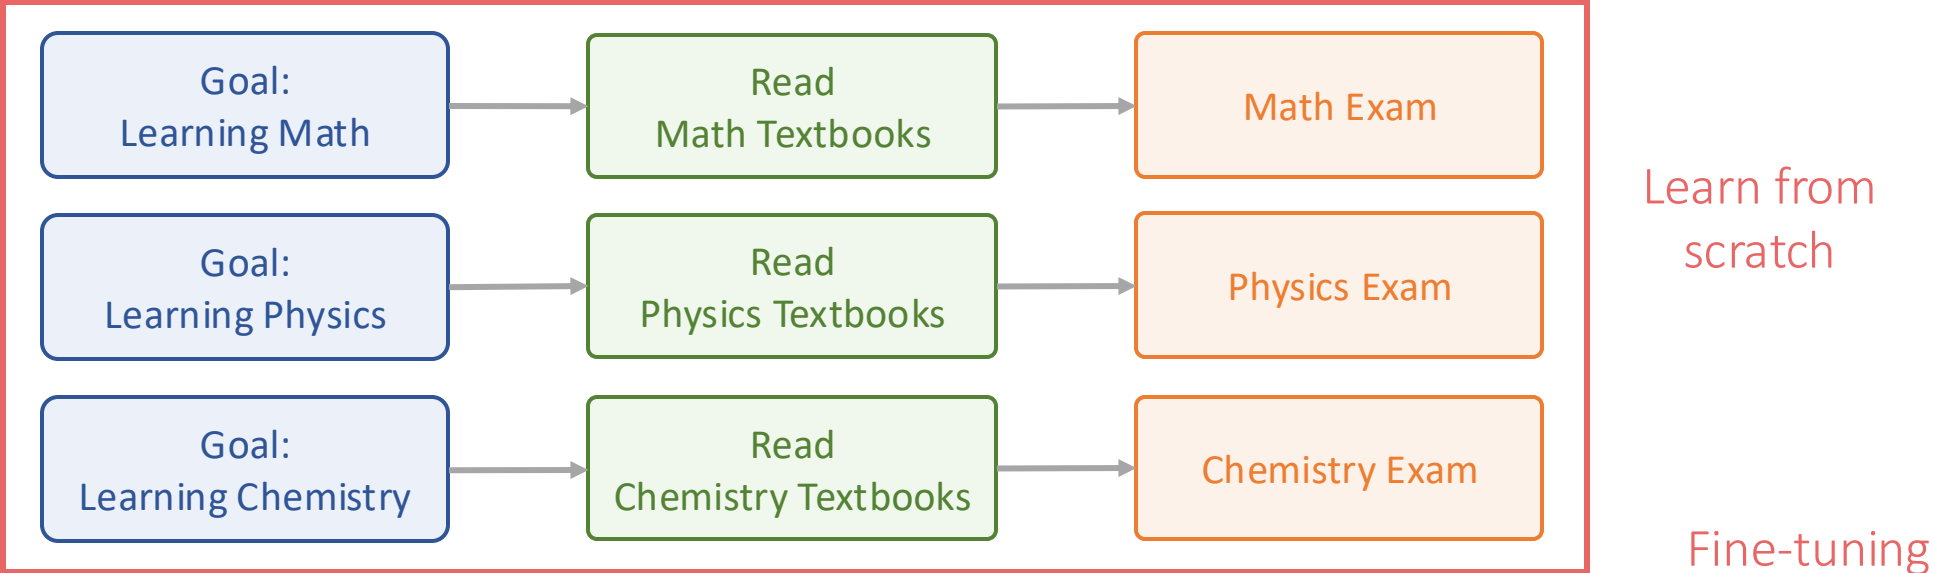 Goal:
Learning Math
Read
Math Textbooks
Math Exam
Goal:
Learning Physics
Read
Physics Textbooks
Physics Exam
Goal:
Learning Chemistry
Read
Chemistry Textbooks
Chemistry Exam
Learn from
scratch
Fine-tuning